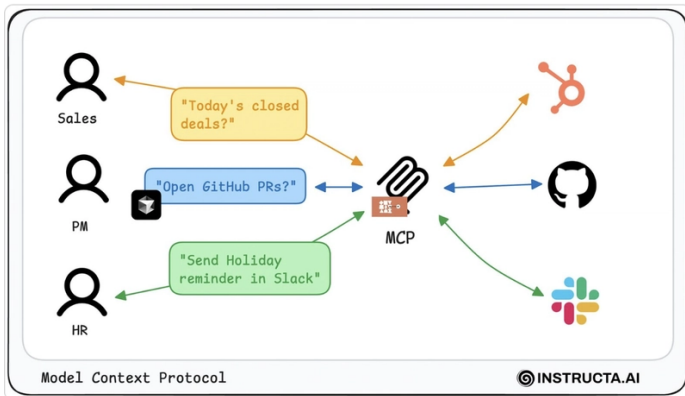 "Today's closed
deals?"
Sales
"Open GitHub PRs?"
PM
MCP
"Send Holiday
reminder in Slack"
HR
Model Context Protocol
INSTRUCTA.AI